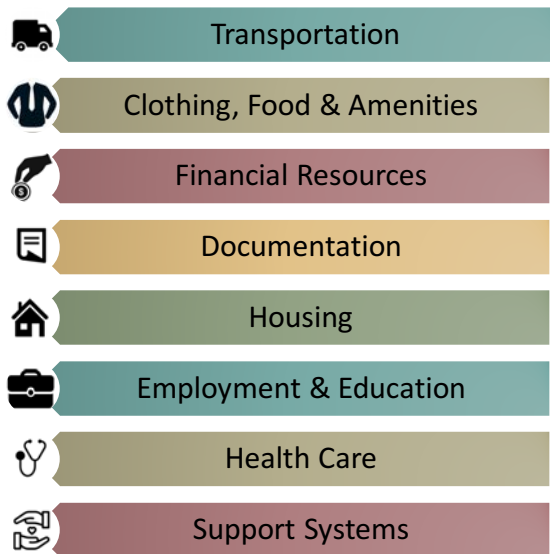 Transportation
Clothing, Food & Amenities
Financial Resources
Documentation
Housing
Employment & Education
Health Care
Support Systems